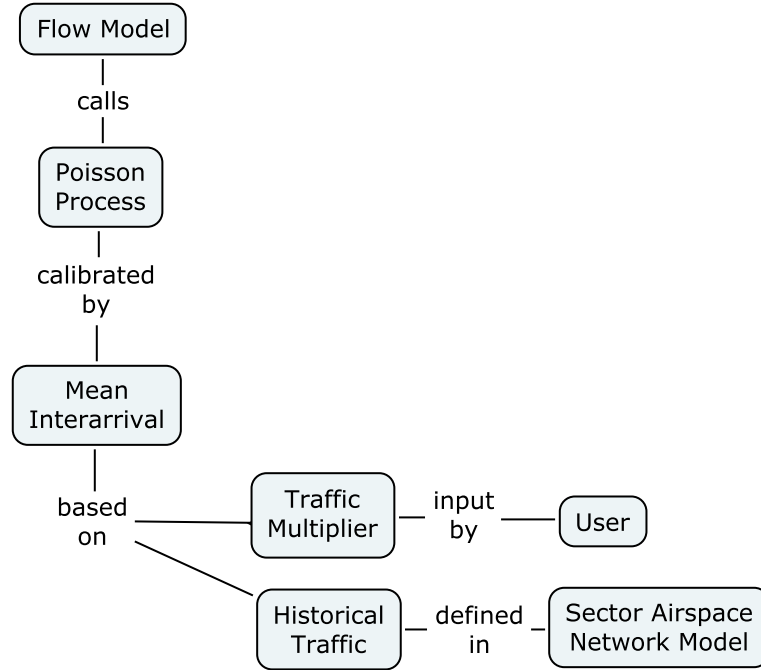 Flow Model
calls
Poisson
Process
calibrated
by
Mean
Interarrival
based
on
Traffic
Multiplier
input
by
User
Historical
Traffic
defined
in
Sector Airspace
Network Model